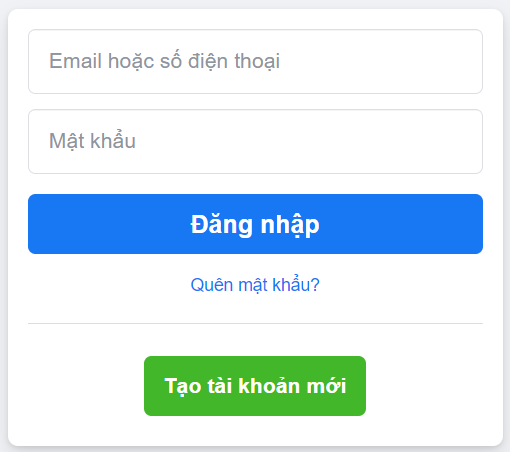 Email hoặc số điện thoại
Mật khẩu
Đăng nhập
Quên mật khẩu?
Tạo tài khoản mới